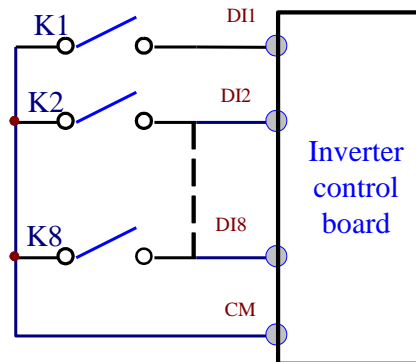 K1
DI1
K2
DI2
Inverter
control
board
K8
DI8
CM